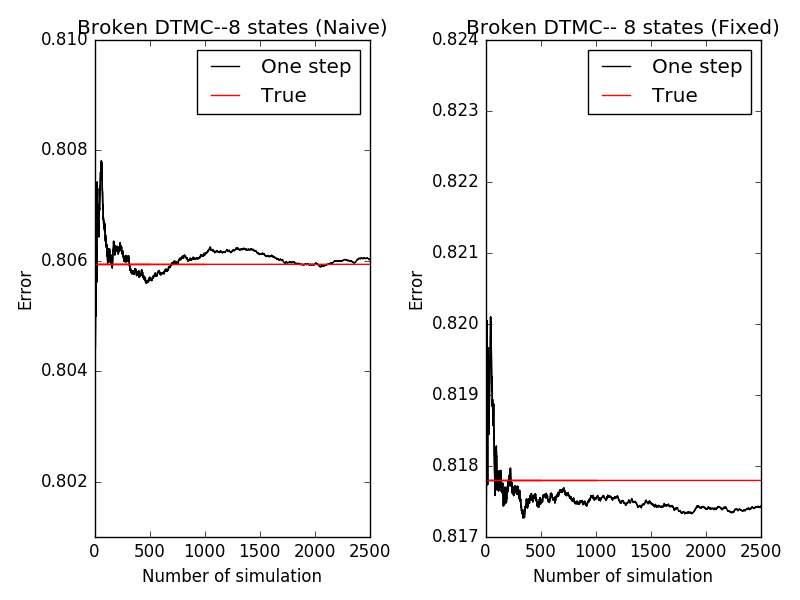 Broken DTMC--8 states (Naive)
0.810
0.808
0.806
0.804
0.802
Error
0 500 1000 1500 2000 2500
Number of simulation
One step
True
Broken DTMC-- 8 states (Fixed)
0.824
0.823
0.822
0.821
0.820
0.819
0.818
0.817
Error
0 500 1000 1500 2000 2500
Number of simulation
One step
True